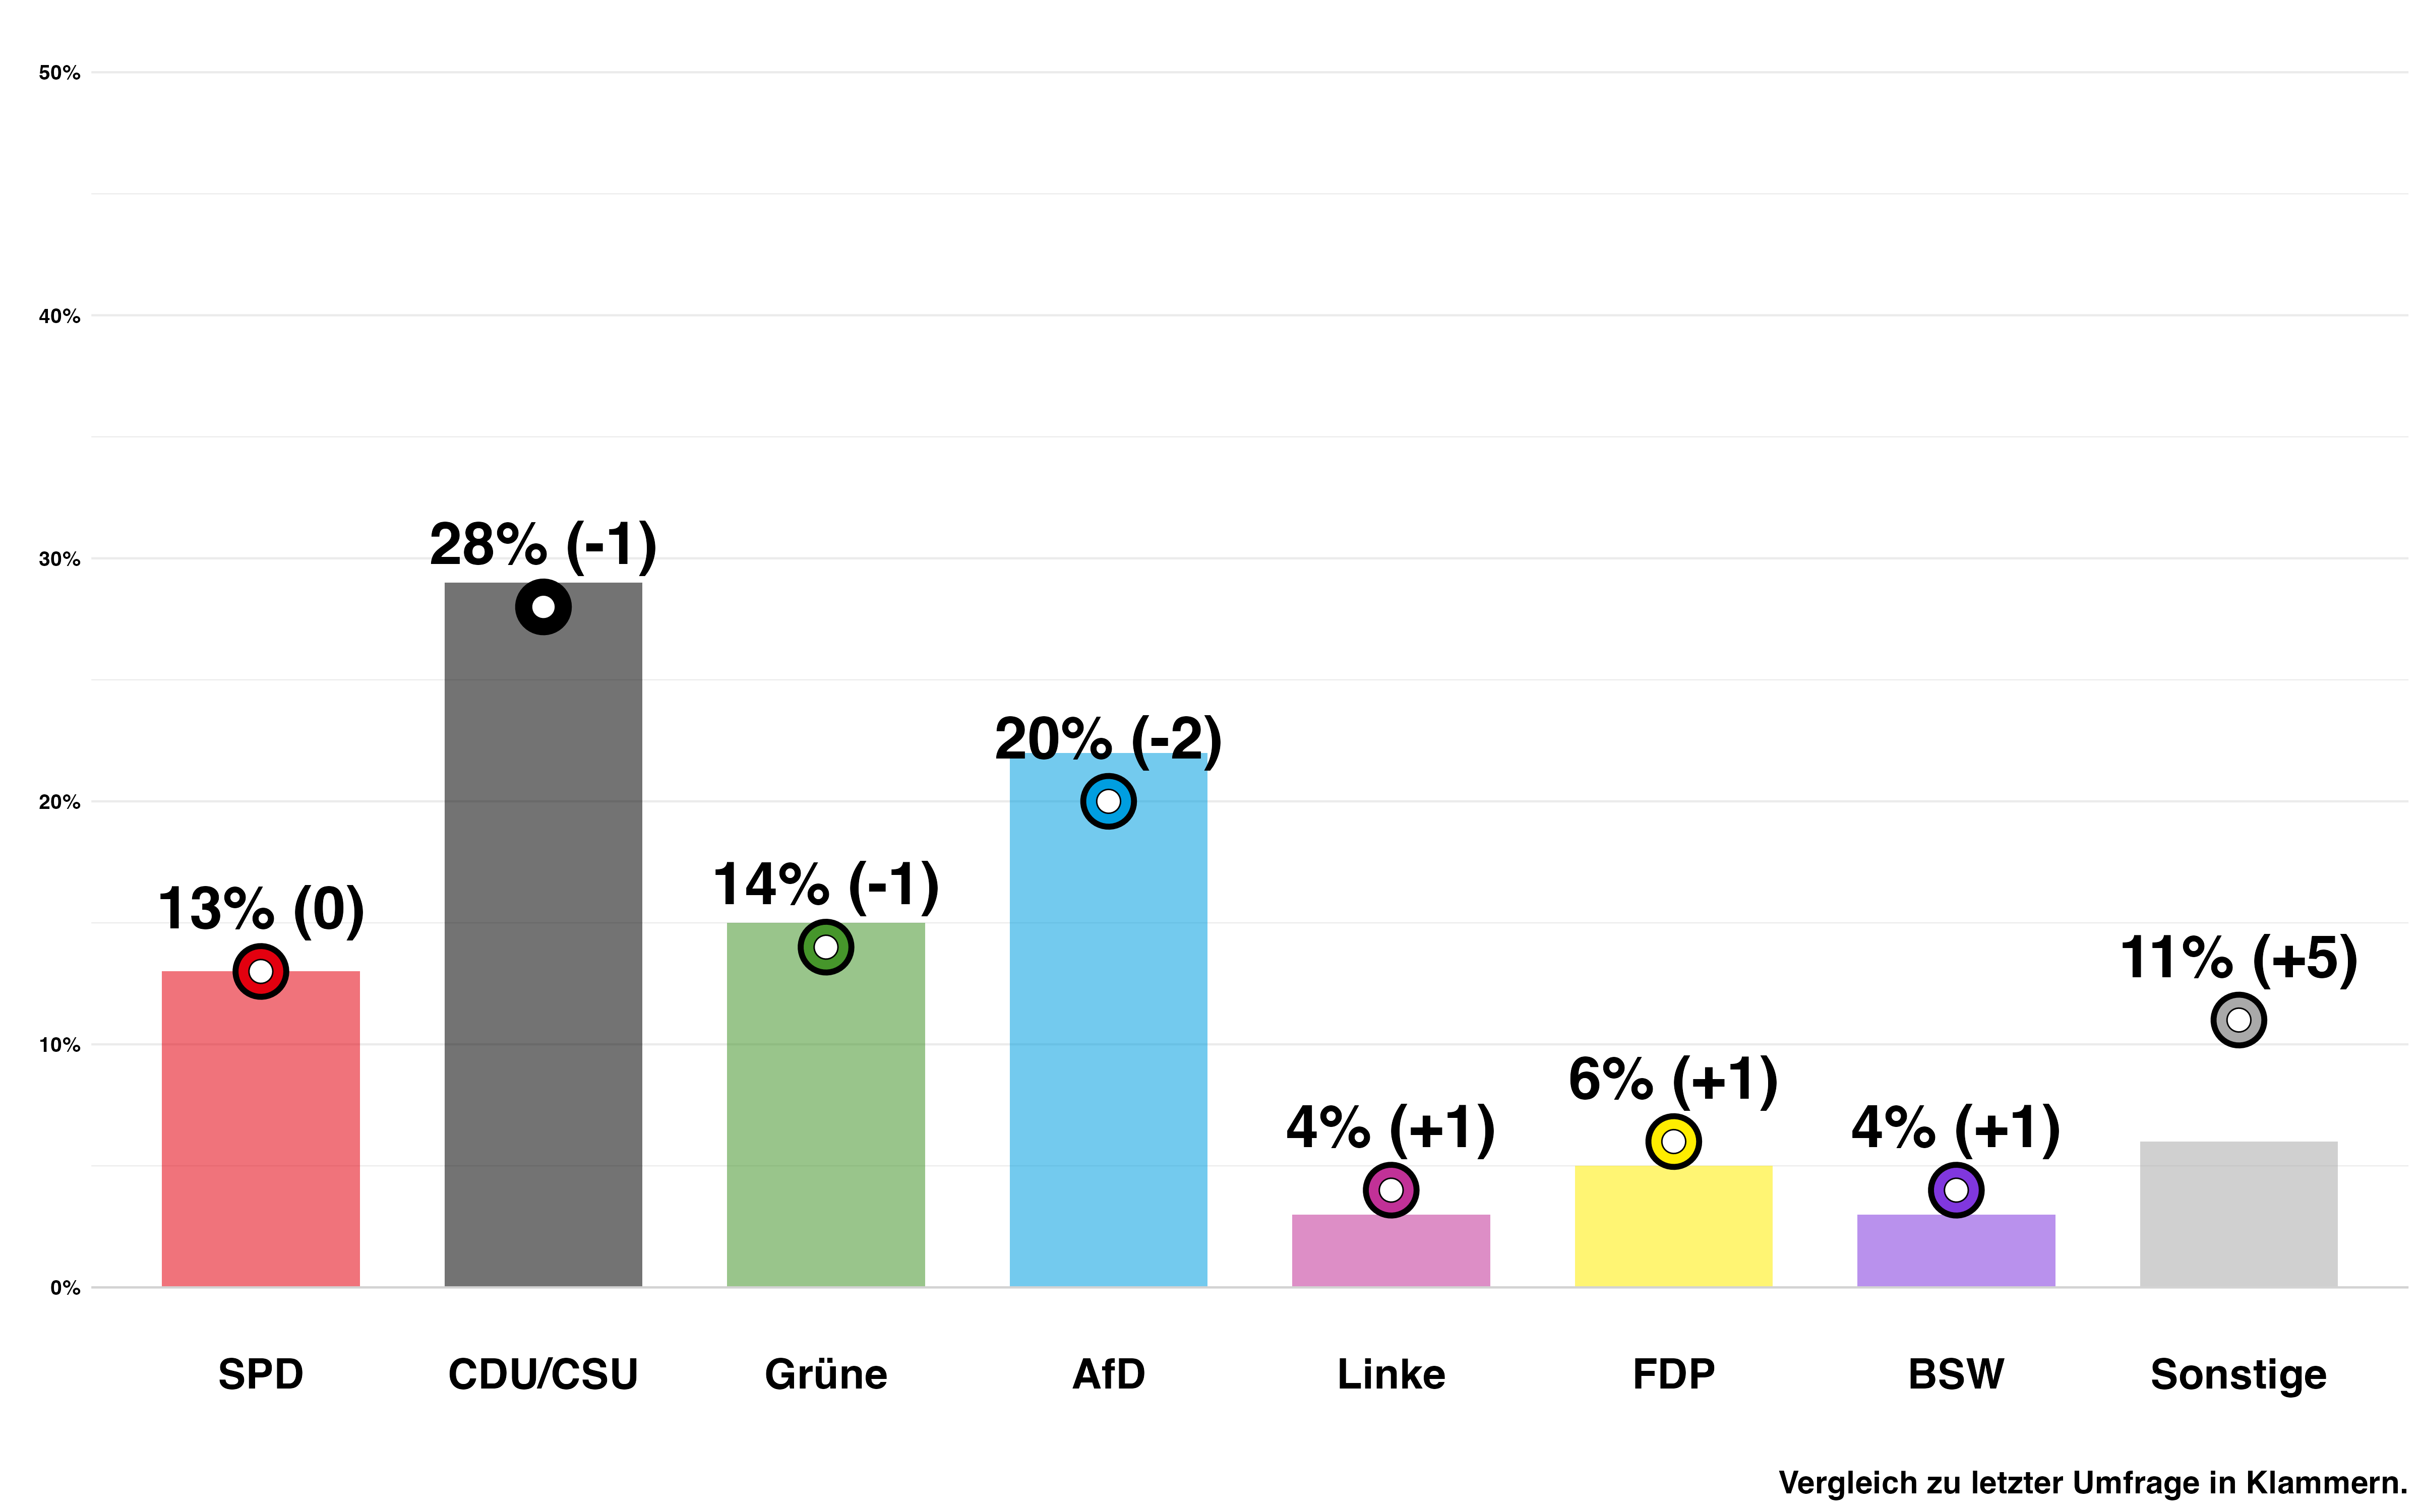 50%
40%
30%
20%
10%
0%
13% (0)
28% (-1)
14% (-1)
20% (-2)
4% (+1)
6% (+1)
4% (+1)
11% (+5)
SPD
CDU/CSU
Grüne
AfD
Linke
FDP
BSW
Sonstige
Vergleich zu letzter Umfrage in Klammern.